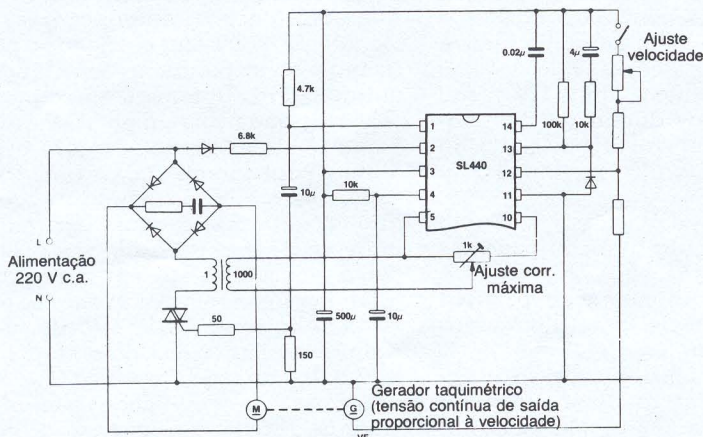 0.02µ
4µ
Ajuste
velocidade
4.7k
100k
10k
6.8k
1
2
3
4
5
SL440
14
13
12
11
10
10µ
10k
L
Alimentação
220 V c.a.
N
1
1000
1k
Ajuste corr.
máxima
50
150
500µ
10µ
M
G
Gerador taquimétrico
(tensão contínua de saída
proporcional à velocidade)